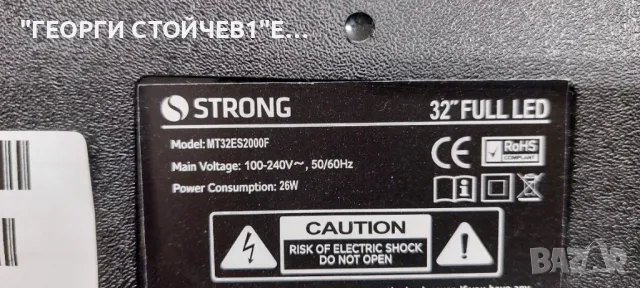 "ГЕОРГИ СТОЙЧЕВ1"Е...
STRONG
32" FULL LED
Model: MT32ES2000F
Main Voltage: 100-240V~, 50/60Hz
Power Consumption: 26W
CE
RoHS
COMPLIANT
CAUTION
RISK OF ELECTRIC SHOCK
DO NOT OPEN
BAZAR